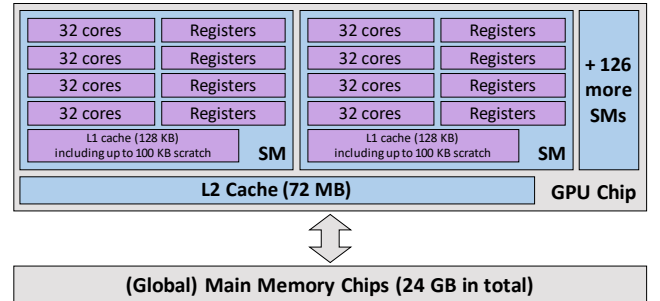 32 cores Registers
32 cores Registers
32 cores Registers
32 cores Registers
L1 cache (128 KB)
including up to 100 KB scratch
SM
32 cores Registers
32 cores Registers
32 cores Registers
32 cores Registers
L1 cache (128 KB)
including up to 100 KB scratch
SM
+ 126
more
SMs
L2 Cache (72 MB)
GPU Chip
(Global) Main Memory Chips (24 GB in total)